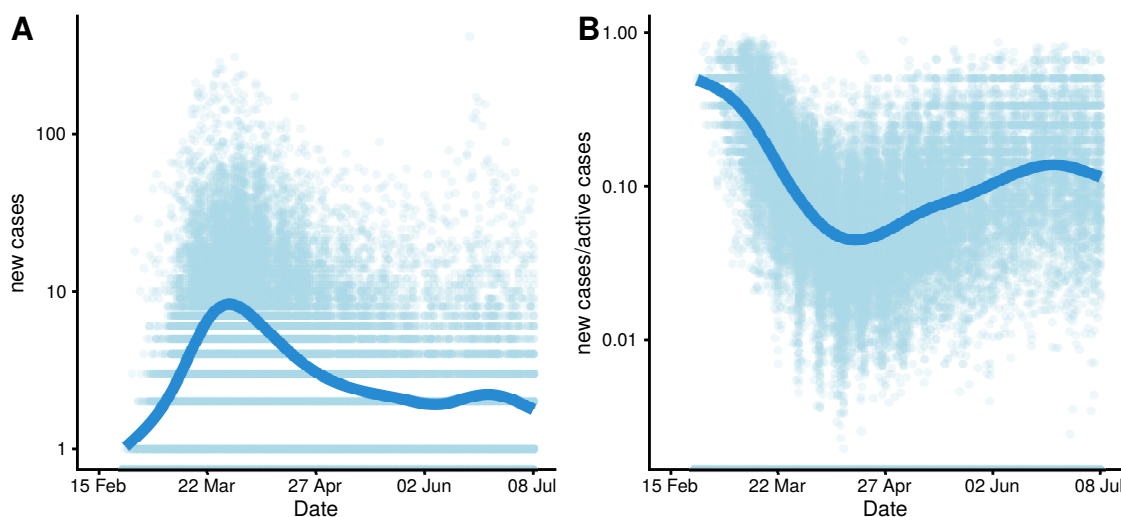 A
new cases
100
10
1
15 Feb
22 Mar
27 Apr
02 Jun
08 Jul
Date
B
new cases/active cases
1.00
0.10
0.01
15 Feb
22 Mar
27 Apr
02 Jun
08 Jul
Date